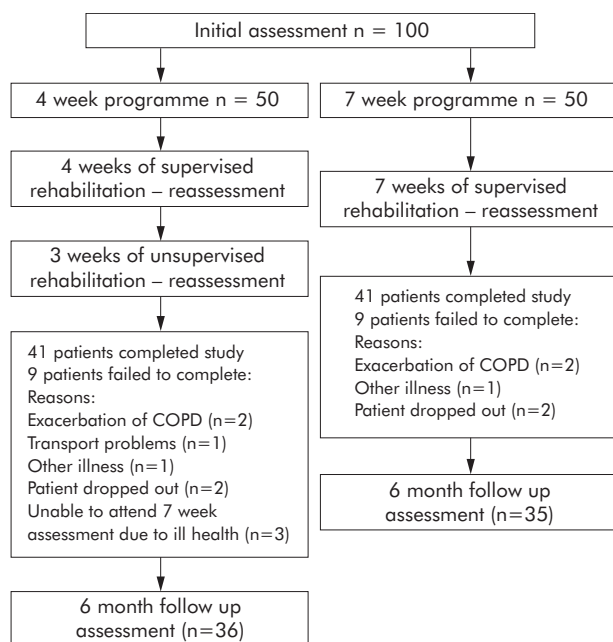 Initial assessment n = 100
4 week programme n = 50
7 week programme n = 50
4 weeks of supervised
rehabilitation – reassessment
7 weeks of supervised
rehabilitation – reassessment
3 weeks of unsupervised
rehabilitation – reassessment
41 patients completed study
9 patients failed to complete:
Reasons:
Exacerbation of COPD (n=2)
Transport problems (n=1)
Other illness (n=1)
Patient dropped out (n=2)
Unable to attend 7 week
assessment due to ill health (n=3)
41 patients completed study
9 patients failed to complete:
Reasons:
Exacerbation of COPD (n=2)
Other illness (n=1)
Patient dropped out (n=2)
6 month follow up
assessment (n=35)
6 month follow up
assessment (n=36)